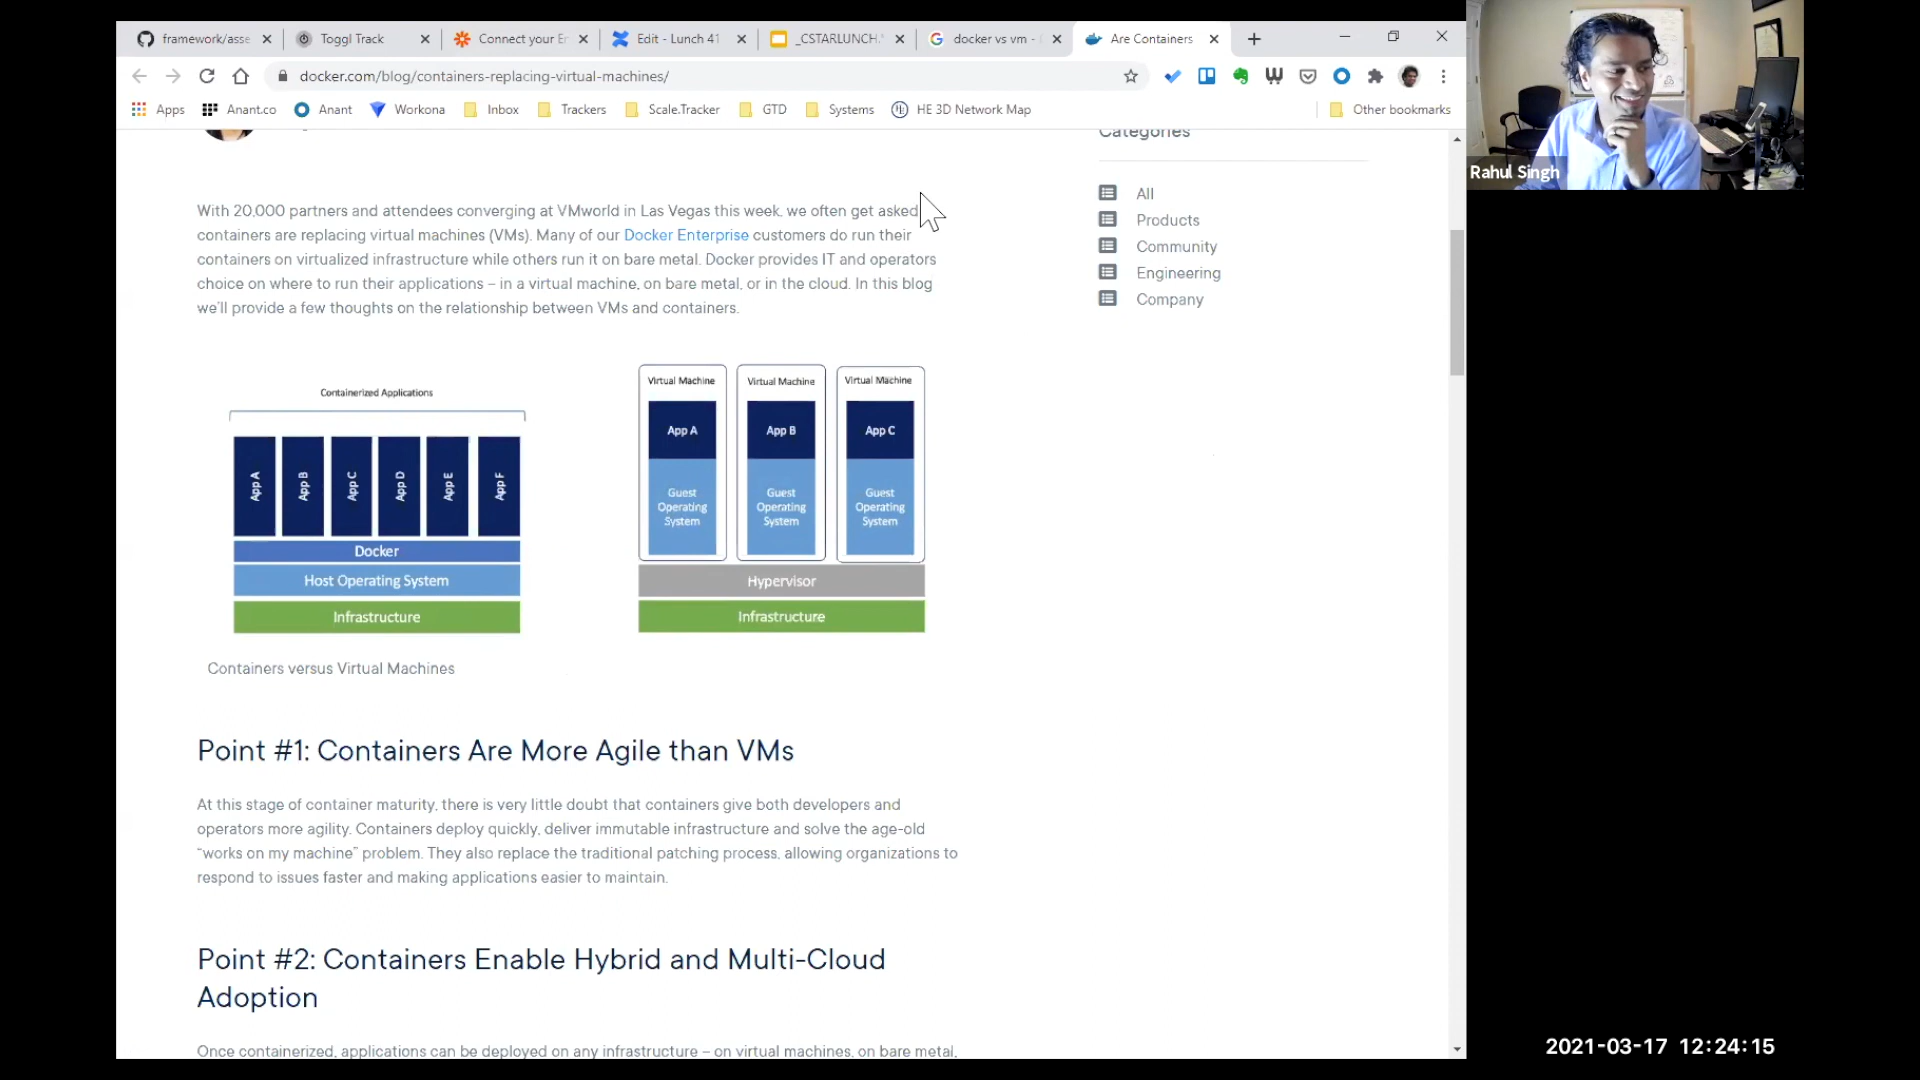 framework/asse
Toggl Track
Connect your Er
Edit - Lunch 41
_CSTARLUNCH.
docker vs vm -
Are Containers
docker.com/blog/containers-replacing-virtual-machines/
Apps
Anant.co
Anant
Workona
Inbox
Trackers
Scale.Tracker
GTD
Systems
HE 3D Network Map
Other bookmarks
Rahul Singh
Categories
All
Products
Community
Engineering
Company
With 20,000 partners and attendees converging at VMworld in Las Vegas this week, we often get asked
containers are replacing virtual machines (VMs). Many of our Docker Enterprise customers do run their
containers on virtualized infrastructure while others run it on bare metal. Docker provides IT and operators
choice on where to run their applications – in a virtual machine, on bare metal, or in the cloud. In this blog
we'll provide a few thoughts on the relationship between VMs and containers.
Containerized Applications
App A
App B
App C
App D
App E
App F
Docker
Host Operating System
Infrastructure
Virtual Machine
Virtual Machine
Virtual Machine
App A
App B
App C
Guest
Operating
System
Guest
Operating
System
Guest
Operating
System
Hypervisor
Infrastructure
Containers versus Virtual Machines
Point #1: Containers Are More Agile than VMs
At this stage of container maturity, there is very little doubt that containers give both developers and
operators more agility. Containers deploy quickly, deliver immutable infrastructure and solve the age-old
“works on my machine” problem. They also replace the traditional patching process, allowing organizations to
respond to issues faster and making applications easier to maintain.
Point #2: Containers Enable Hybrid and Multi-Cloud
Adoption
Once containerized, applications can be deployed on any infrastructure – on virtual machines, on bare metal,
2021-03-17 12:24:15